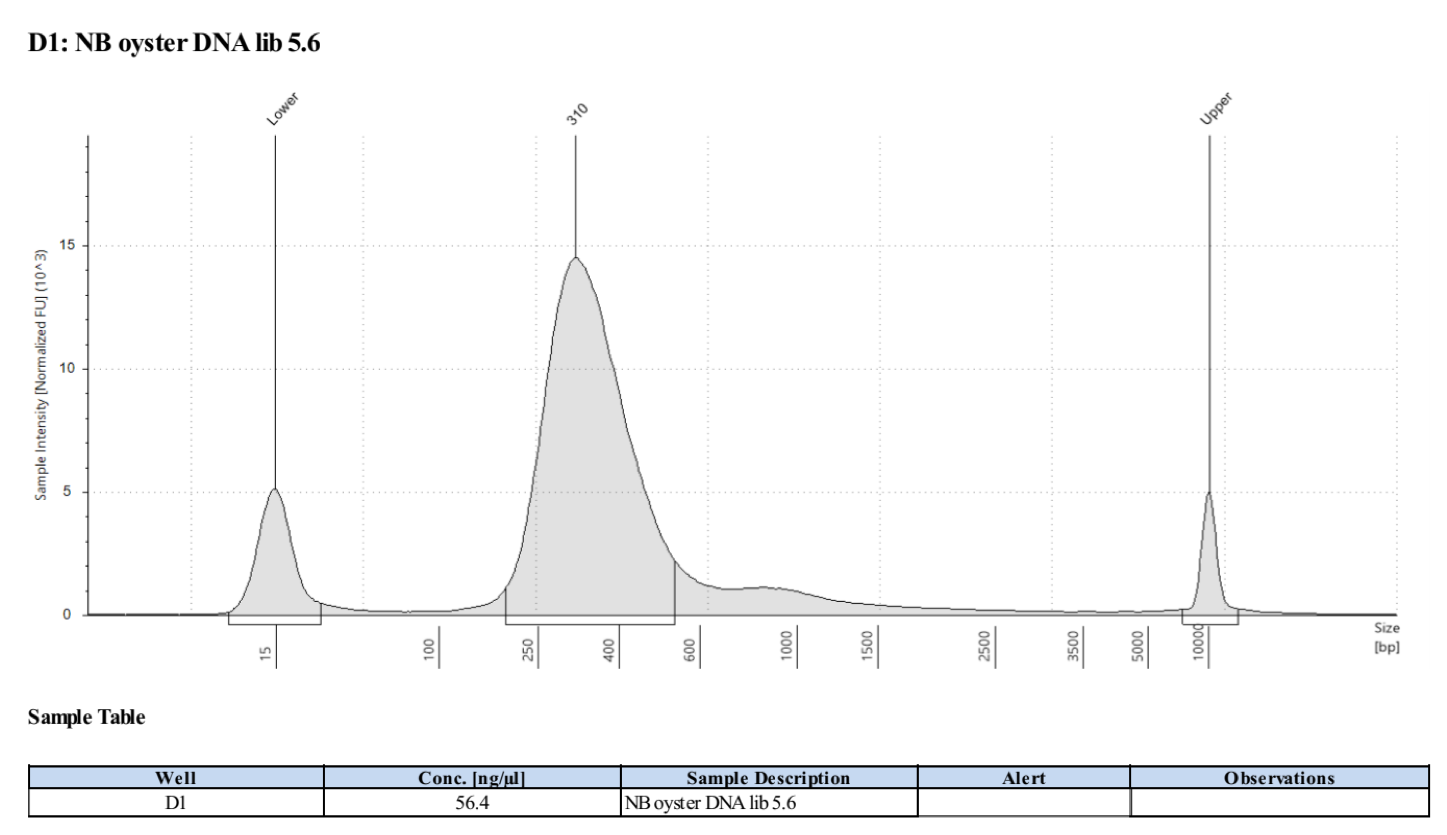 D1: NB oyster DNA lib 5.6
Lower
310
Upper
Sample Intensity [Normalized FU] (10^3)
15
10
5
0
15
100
250
400
600
1000
1500
2500
3500
5000
10000
Size
[bp]
Sample Table
Well Conc. [ng/µl] Sample Description Alert Observations
D1 56.4 NB oyster DNA lib 5.6